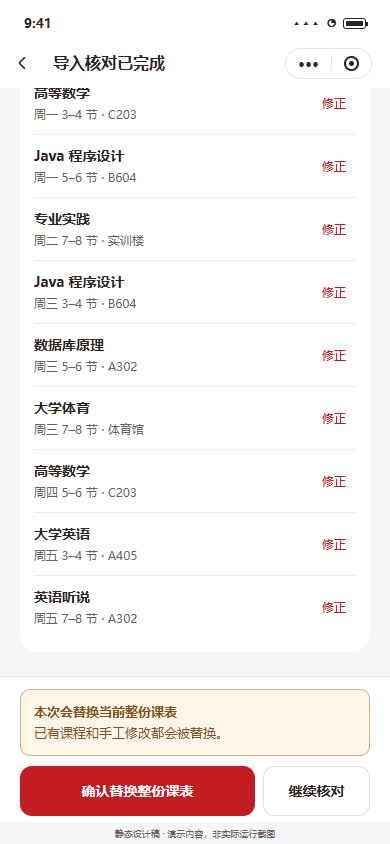 9:41
导入核对已完成
高等数学
周一 3–4 节 · C203
修正
Java 程序设计
周一 5–6 节 · B604
修正
专业实践
周二 7–8 节 · 实训楼
修正
Java 程序设计
周三 3–4 节 · B604
修正
数据库原理
周三 5–6 节 · A302
修正
大学体育
周三 7–8 节 · 体育馆
修正
高等数学
周四 5–6 节 · C203
修正
大学英语
周五 3–4 节 · A405
修正
英语听说
周五 7–8 节 · A302
修正
本次会替换当前整份课表
已有课程和手工修改都会被替换。
确认替换整份课表
继续核对
静态设计稿 · 演示内容，非实际运行截图